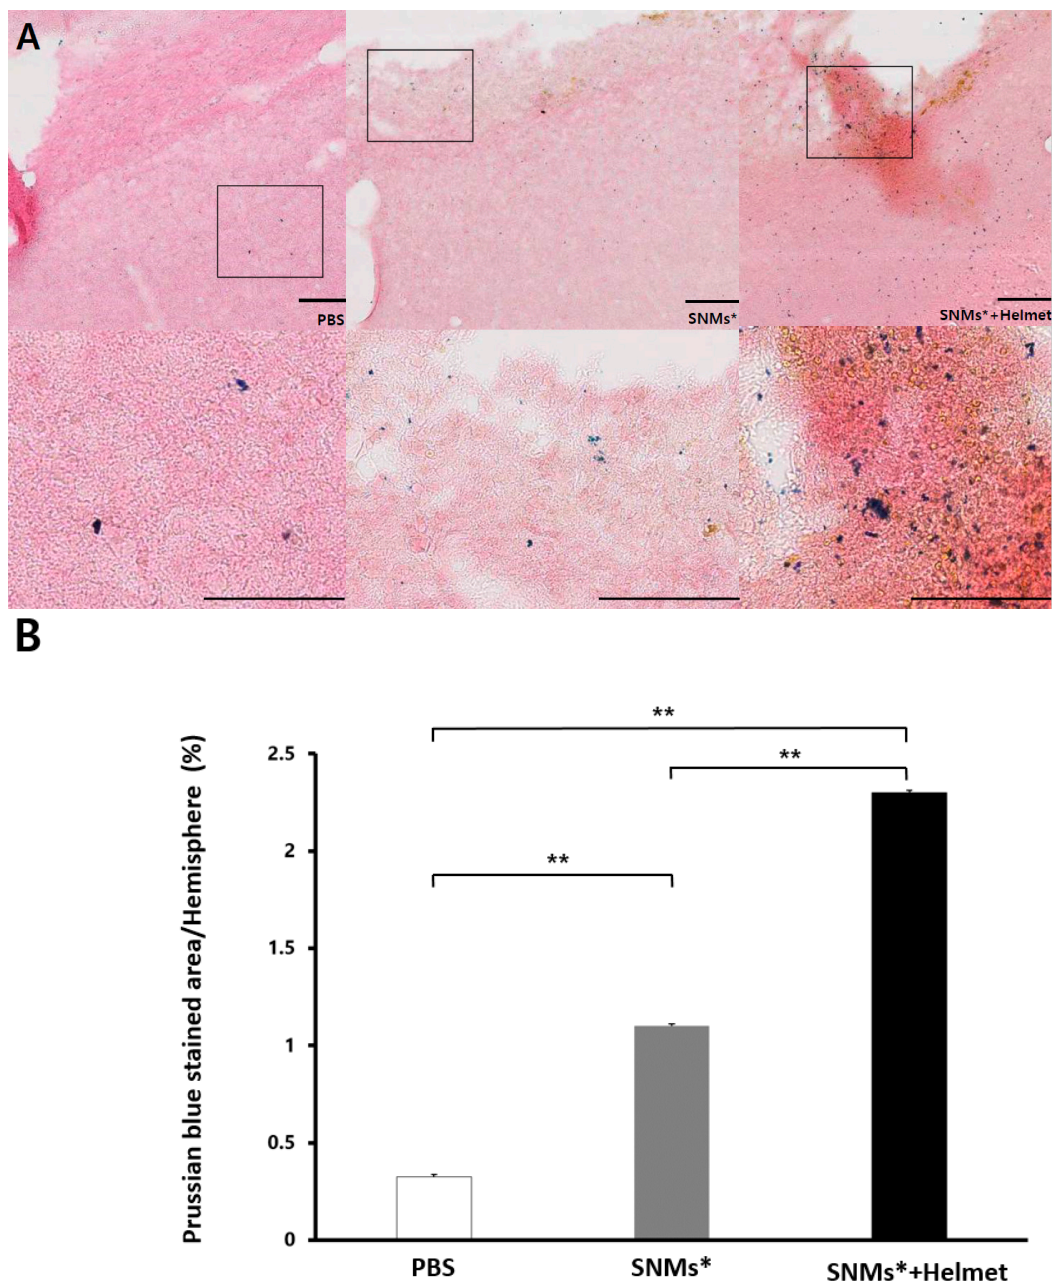 A
PBS
SNMs*
SNMs*+Helmet
B
Prussian blue stained area/Hemisphere (%)
2.5
2
1.5
1
0.5
0
**
**
**
PBS
SNMs*
SNMs*+Helmet